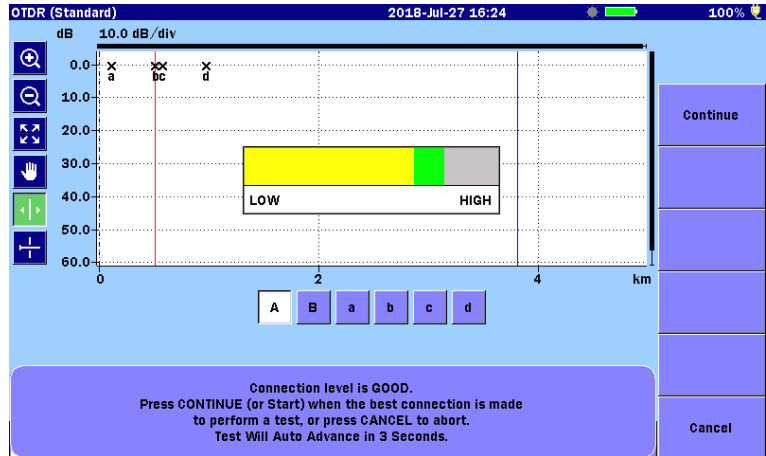 OTDR (Standard) 2018-Jul-27 16:24 100%
dB 10.0 dB/div
0.0
a b c d
10.0
20.0
30.0
40.0
50.0
60.0
LOW HIGH
0 2 4 km
A B a b c d
Continue
Connection level is GOOD.
Press CONTINUE (or Start) when the best connection is made
to perform a test, or press CANCEL to abort.
Test Will Auto Advance in 3 Seconds.
Cancel